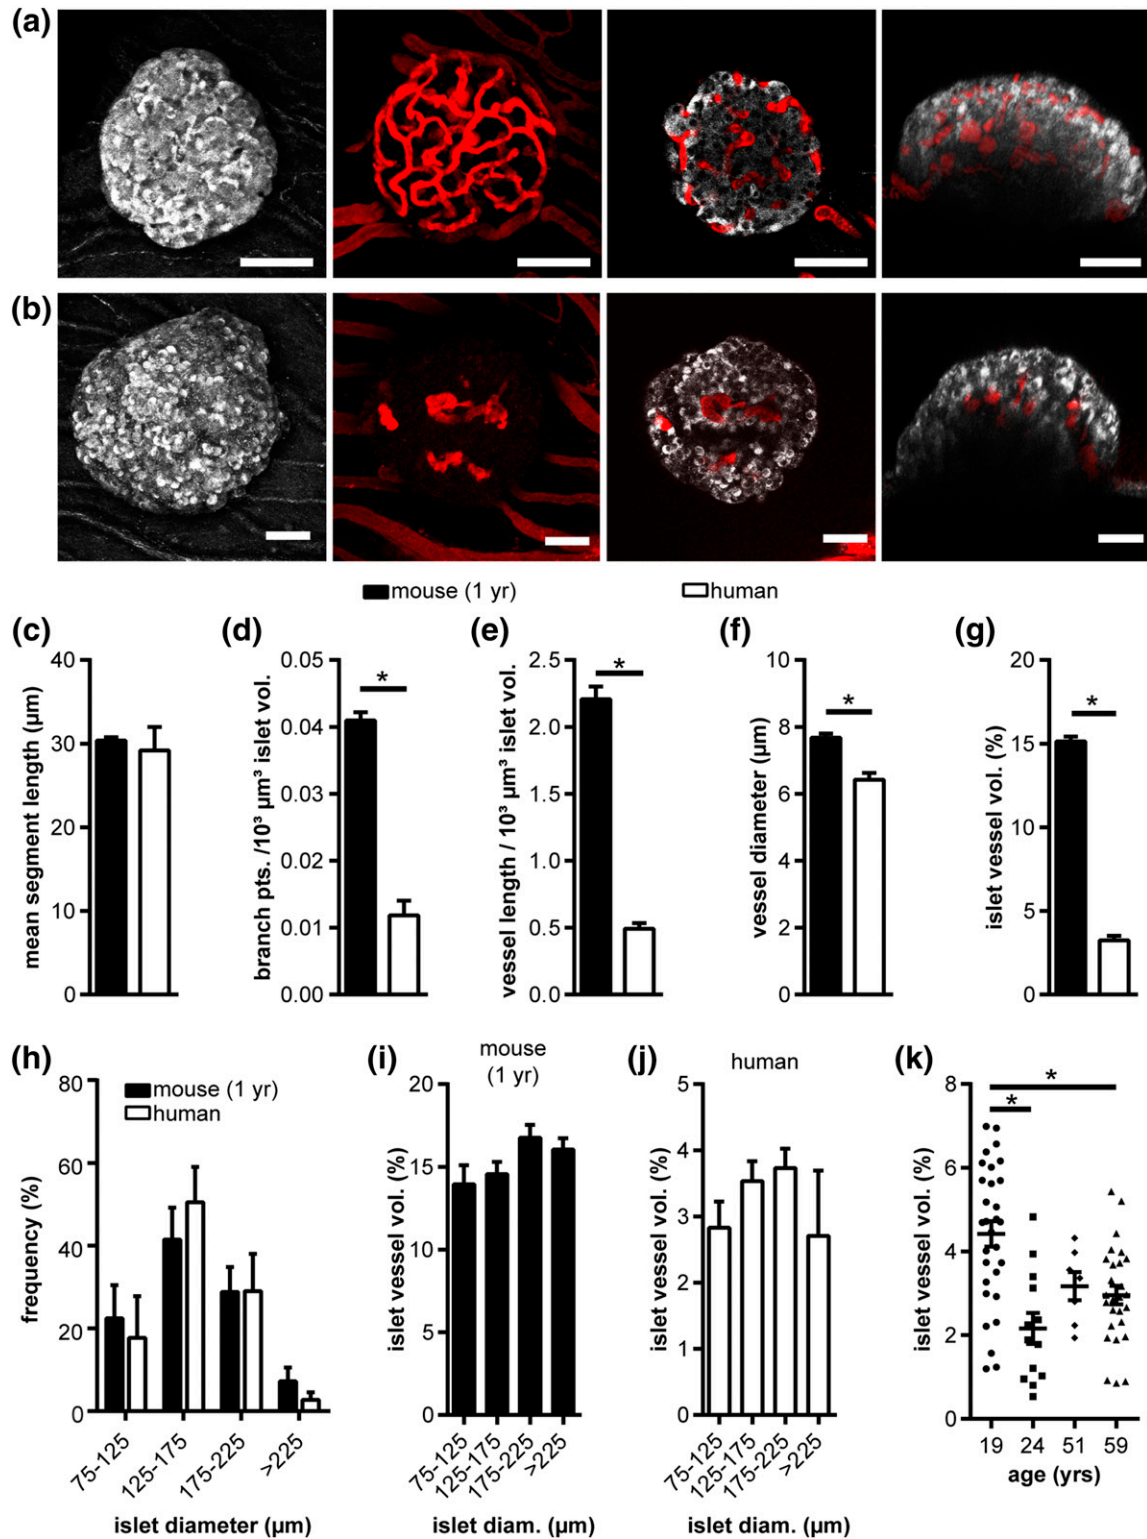 (a)
(b)
mouse (1 yr) human
(c) (d) (e) (f) (g)
mean segment length (µm)
40
30
20
10
0
branch pts. /10³ µm³ islet vol.
0.05
0.04
0.03
0.02
0.01
0.00
*
vessel length / 10³ µm³ islet vol.
2.5
2.0
1.5
1.0
0.5
0.0
*
vessel diameter (µm)
10
8
6
4
2
0
*
islet vessel vol. (%)
20
15
10
5
0
*
(h)
mouse (1 yr)
human
frequency (%)
80
60
40
20
0
75-125
125-175
175-225
>225
islet diameter (µm)
(i)
mouse
(1 yr)
islet vessel vol. (%)
20
15
10
5
0
75-125
125-175
175-225
>225
islet diam. (µm)
(j)
human
islet vessel vol. (%)
5
4
3
2
1
0
75-125
125-175
175-225
>225
islet diam. (µm)
(k)
islet vessel vol. (%)
8
6
4
2
0
*
*
19 24 51 59
age (yrs)